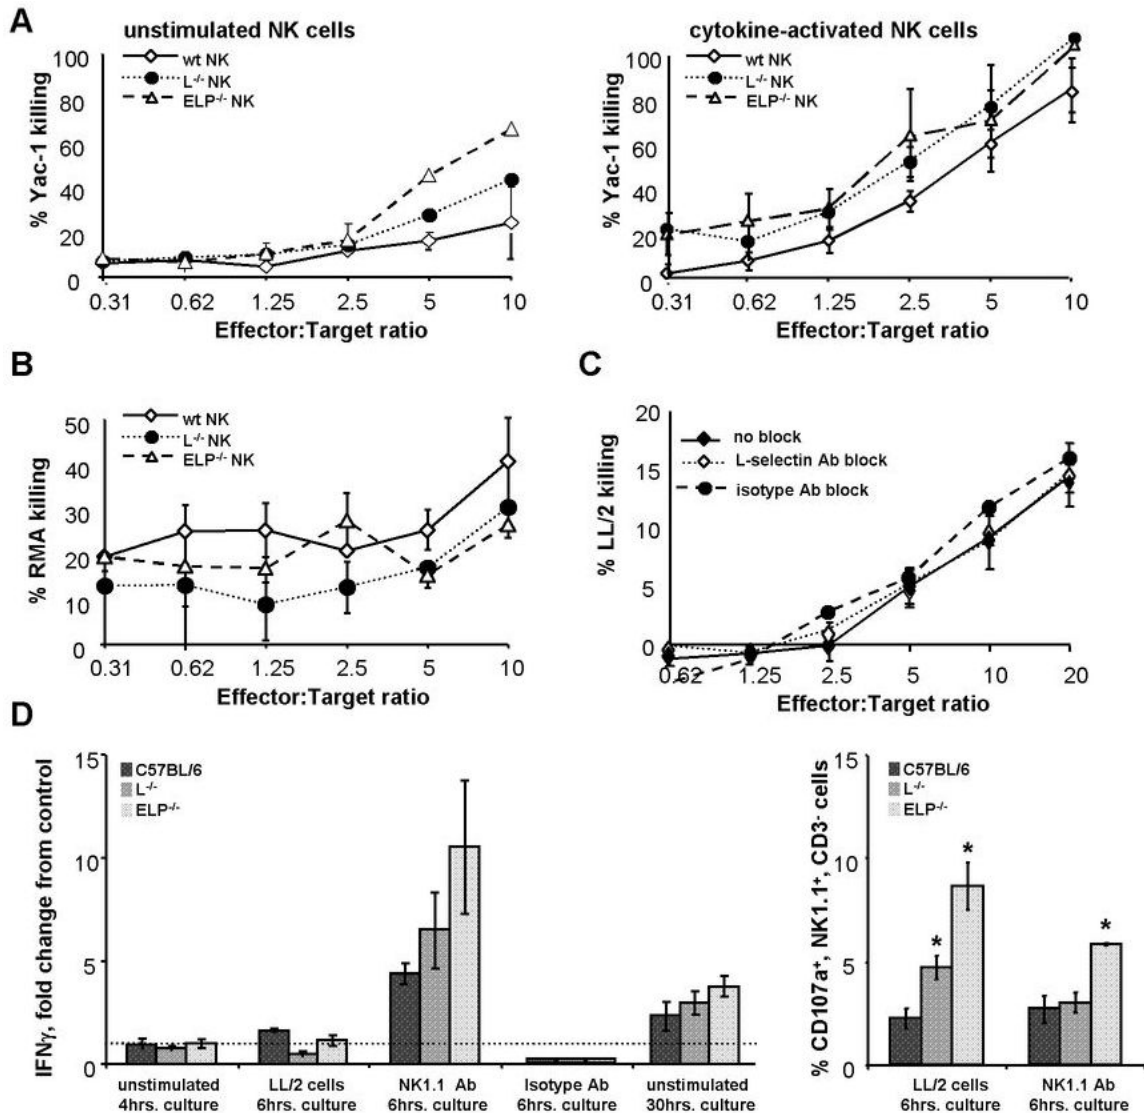 A
unstimulated NK cells
wt NK
L-/- NK
ELP-/- NK
% Yac-1 killing
100
80
60
40
20
0
0.31 0.62 1.25 2.5 5 10
Effector:Target ratio
cytokine-activated NK cells
wt NK
L-/- NK
ELP-/- NK
% Yac-1 killing
100
80
60
40
20
0
0.31 0.62 1.25 2.5 5 10
Effector:Target ratio
B
wt NK
L-/- NK
ELP-/- NK
% RMA killing
50
40
30
20
10
0
0.31 0.62 1.25 2.5 5 10
Effector:Target ratio
C
no block
L-selectin Ab block
isotype Ab block
% LL/2 killing
20
15
10
5
0
0.62 1.25 2.5 5 10 20
Effector:Target ratio
D
C57BL/6
L-/-
ELP-/-
IFNγ, fold change from control
15
10
5
0
unstimulated LL/2 cells NK1.1 Ab Isotype Ab unstimulated
4hrs. culture 6hrs. culture 6hrs. culture 6hrs. culture 30hrs. culture
C57BL/6
L-/-
ELP-/-
% CD107a+, NK1.1+, CD3- cells
15
10
5
0
* * *
LL/2 cells NK1.1 Ab
6hrs. culture 6hrs. culture